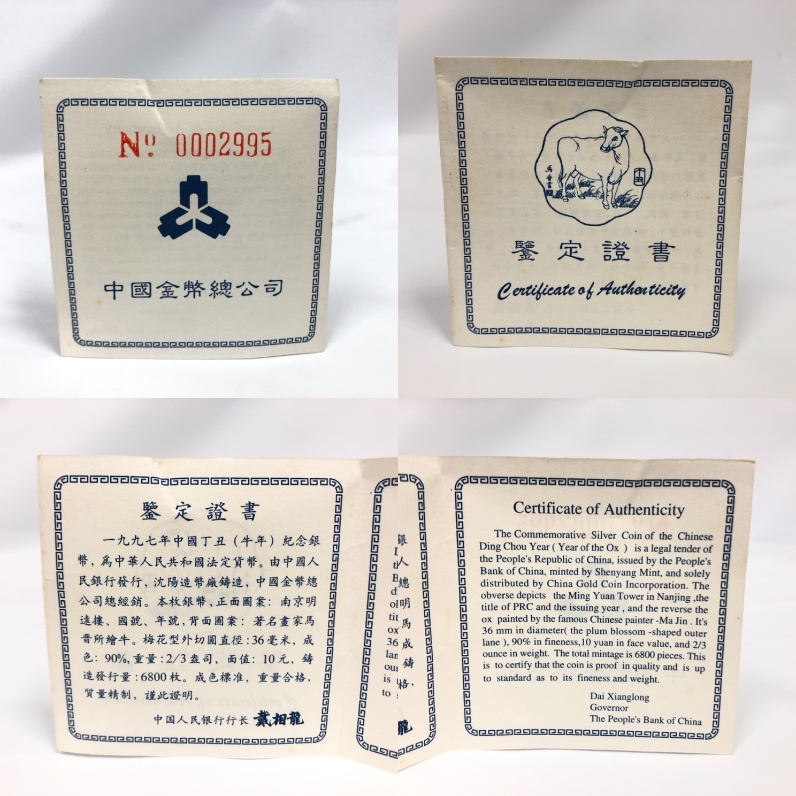 Nº 0002995
中國金幣總公司
丁丑
鑒定證書
Certificate of Authenticity
鑒定證書
一九九七年中國丁丑（牛年）紀念銀
幣，爲中華人民共和國法定貨幣。由中國人
民銀行發行，沈陽造幣廠鑄造，中國金幣總
公司總經銷。本枚銀幣，正面圖案：南京明
遠摟、國號、年號，背面圖案：著名畫家馬
晋所繪牛。梅花型外切圓直徑：36毫米，成
色：90%，重量：2/3盎司，面值：10元，鑄
造發行量：6800枚。成色標准，重量合格，
質量精制，謹此證明。
中国人民銀行行长 戴相龍
Certificate of Authenticity
The Commemorative Silver Coin of the Chinese
Ding Chou Year ( Year of the Ox ) is a legal tender of
the People's Republic of China, issued by the People's
Bank of China, minted by Shenyang Mint, and solely
distributed by China Gold Coin Incorporation. The
obverse depicts the Ming Yuan Tower in Nanjing ,the
title of PRC and the issuing year , and the reverse the
ox painted by the famous Chinese painter -Ma Jin . It's
36 mm in diameter( the plum blossom -shaped outer
lane ), 90% in fineness,10 yuan in face value, and 2/3
ounce in weight. The total mintage is 6800 pieces. This
is to certify that the coin is proof in quality and is up
to standard as to its fineness and weight.
Dai Xianglong
Governor
The People's Bank of China